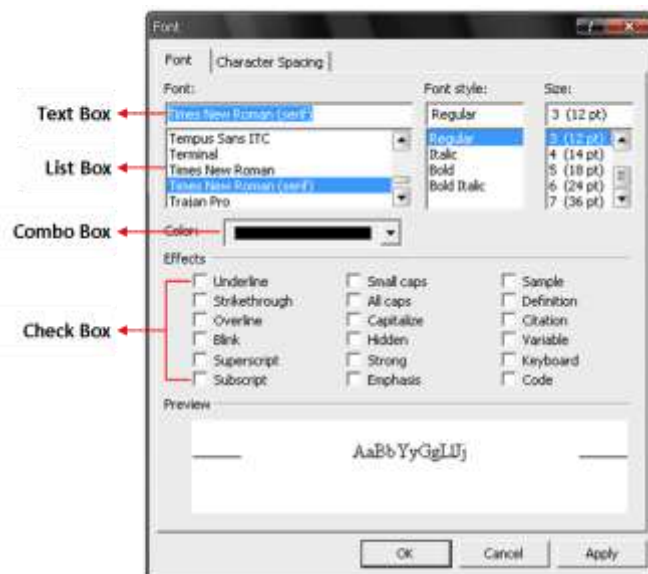 Font
Font Character Spacing
Font: Font style: Size:
Text Box Times New Roman (serif) Regular 3 (12 pt)
Tempus Sans ITC Regular 3 (12 pt)
Terminal Italic 4 (14 pt)
List Box Times New Roman Bold 5 (18 pt)
Times New Roman (serif) Bold Italic 6 (24 pt)
Trajan Pro 7 (36 pt)
Combo Box Color:
Effects
Underline Small caps Sample
Strikethrough All caps Definition
Overline Capitalize Citation
Check Box Blink Hidden Variable
Superscript Strong Keyboard
Subscript Emphasis Code
Preview
AaBbYyGgLlJj
OK Cancel Apply